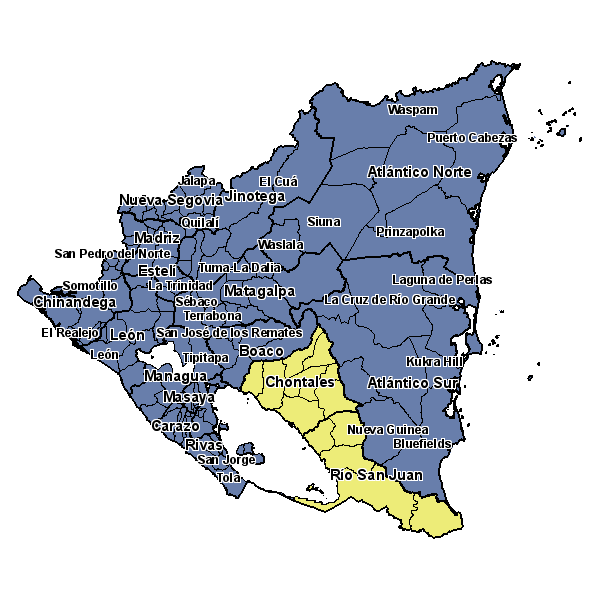 Waspam
Puerto Cabezas
Atlántico Norte
Jalapa
El Cuá
Nueva Segovia
Jinotega
Quilalí
Siuna
Prinzapolka
Madriz
Waslala
San Pedro del Norte
Estelí
Tuma-La Dalia
Laguna de Perlas
Somotillo
La Trinidad
Matagalpa
Chinandega
Sébaco
La Cruz de Río Grande
Terrabona
El Realejo
León
San José de los Remates
León
Tipitapa
Boaco
Kukra Hill
Managua
Chontales
Atlántico Sur
Masaya
Carazo
Nueva Guinea
Rivas
Bluefields
San Jorge
Tola
Río San Juan